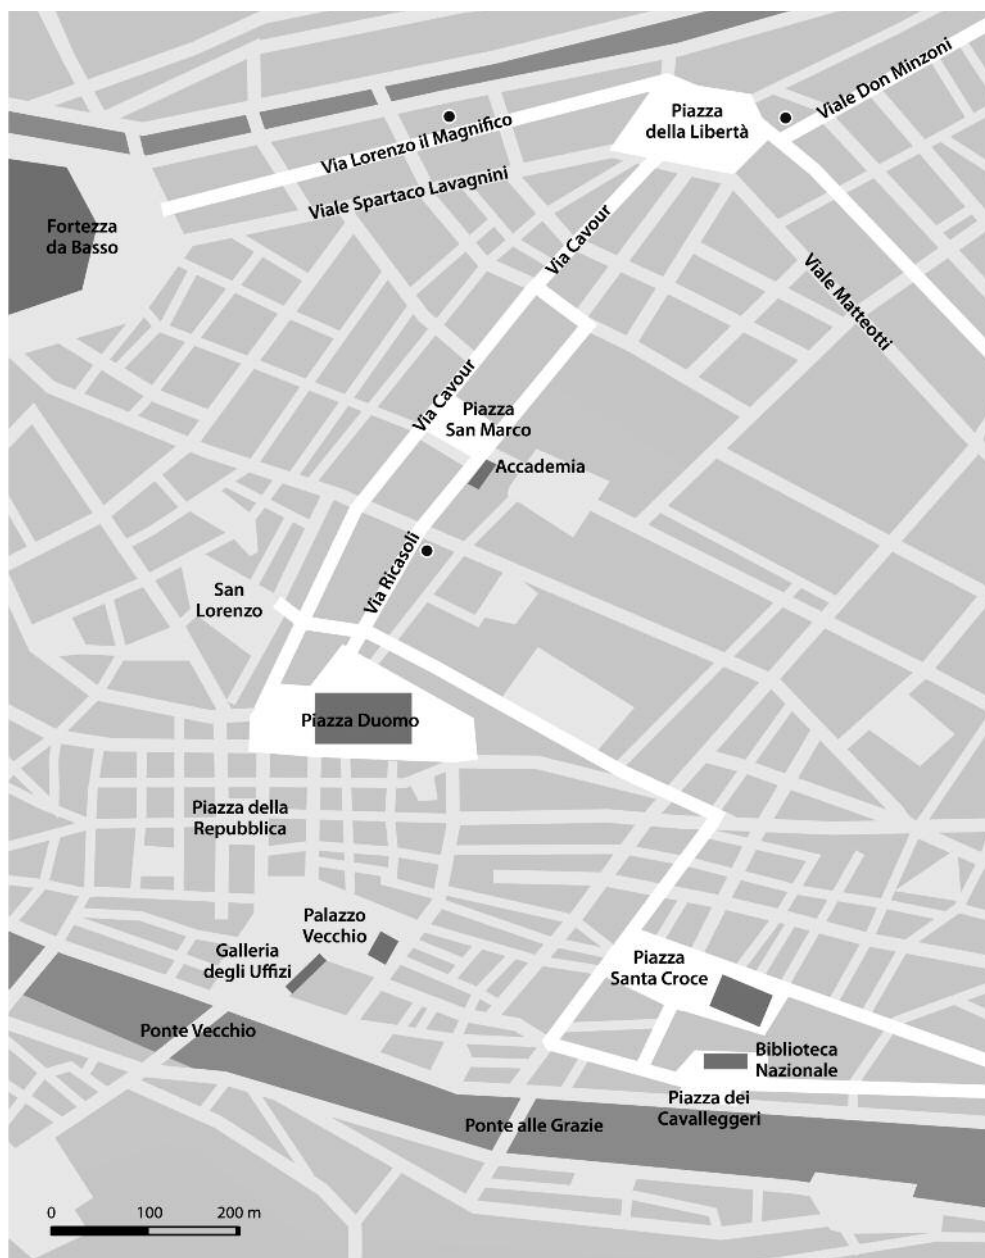 Viale Don Minzoni
Piazza
della Libertà
Via Lorenzo il Magnifico
Viale Spartaco Lavagnini
Fortezza
da Basso
Via Cavour
Viale Matteotti
Via Cavour
Piazza
San Marco
Accademia
Via Ricasoli
San
Lorenzo
Piazza Duomo
Piazza della
Repubblica
Palazzo
Vecchio
Galleria
degli Uffizi
Piazza
Santa Croce
Ponte Vecchio
Biblioteca
Nazionale
Piazza dei
Cavalleggeri
Ponte alle Grazie
0 100 200 m